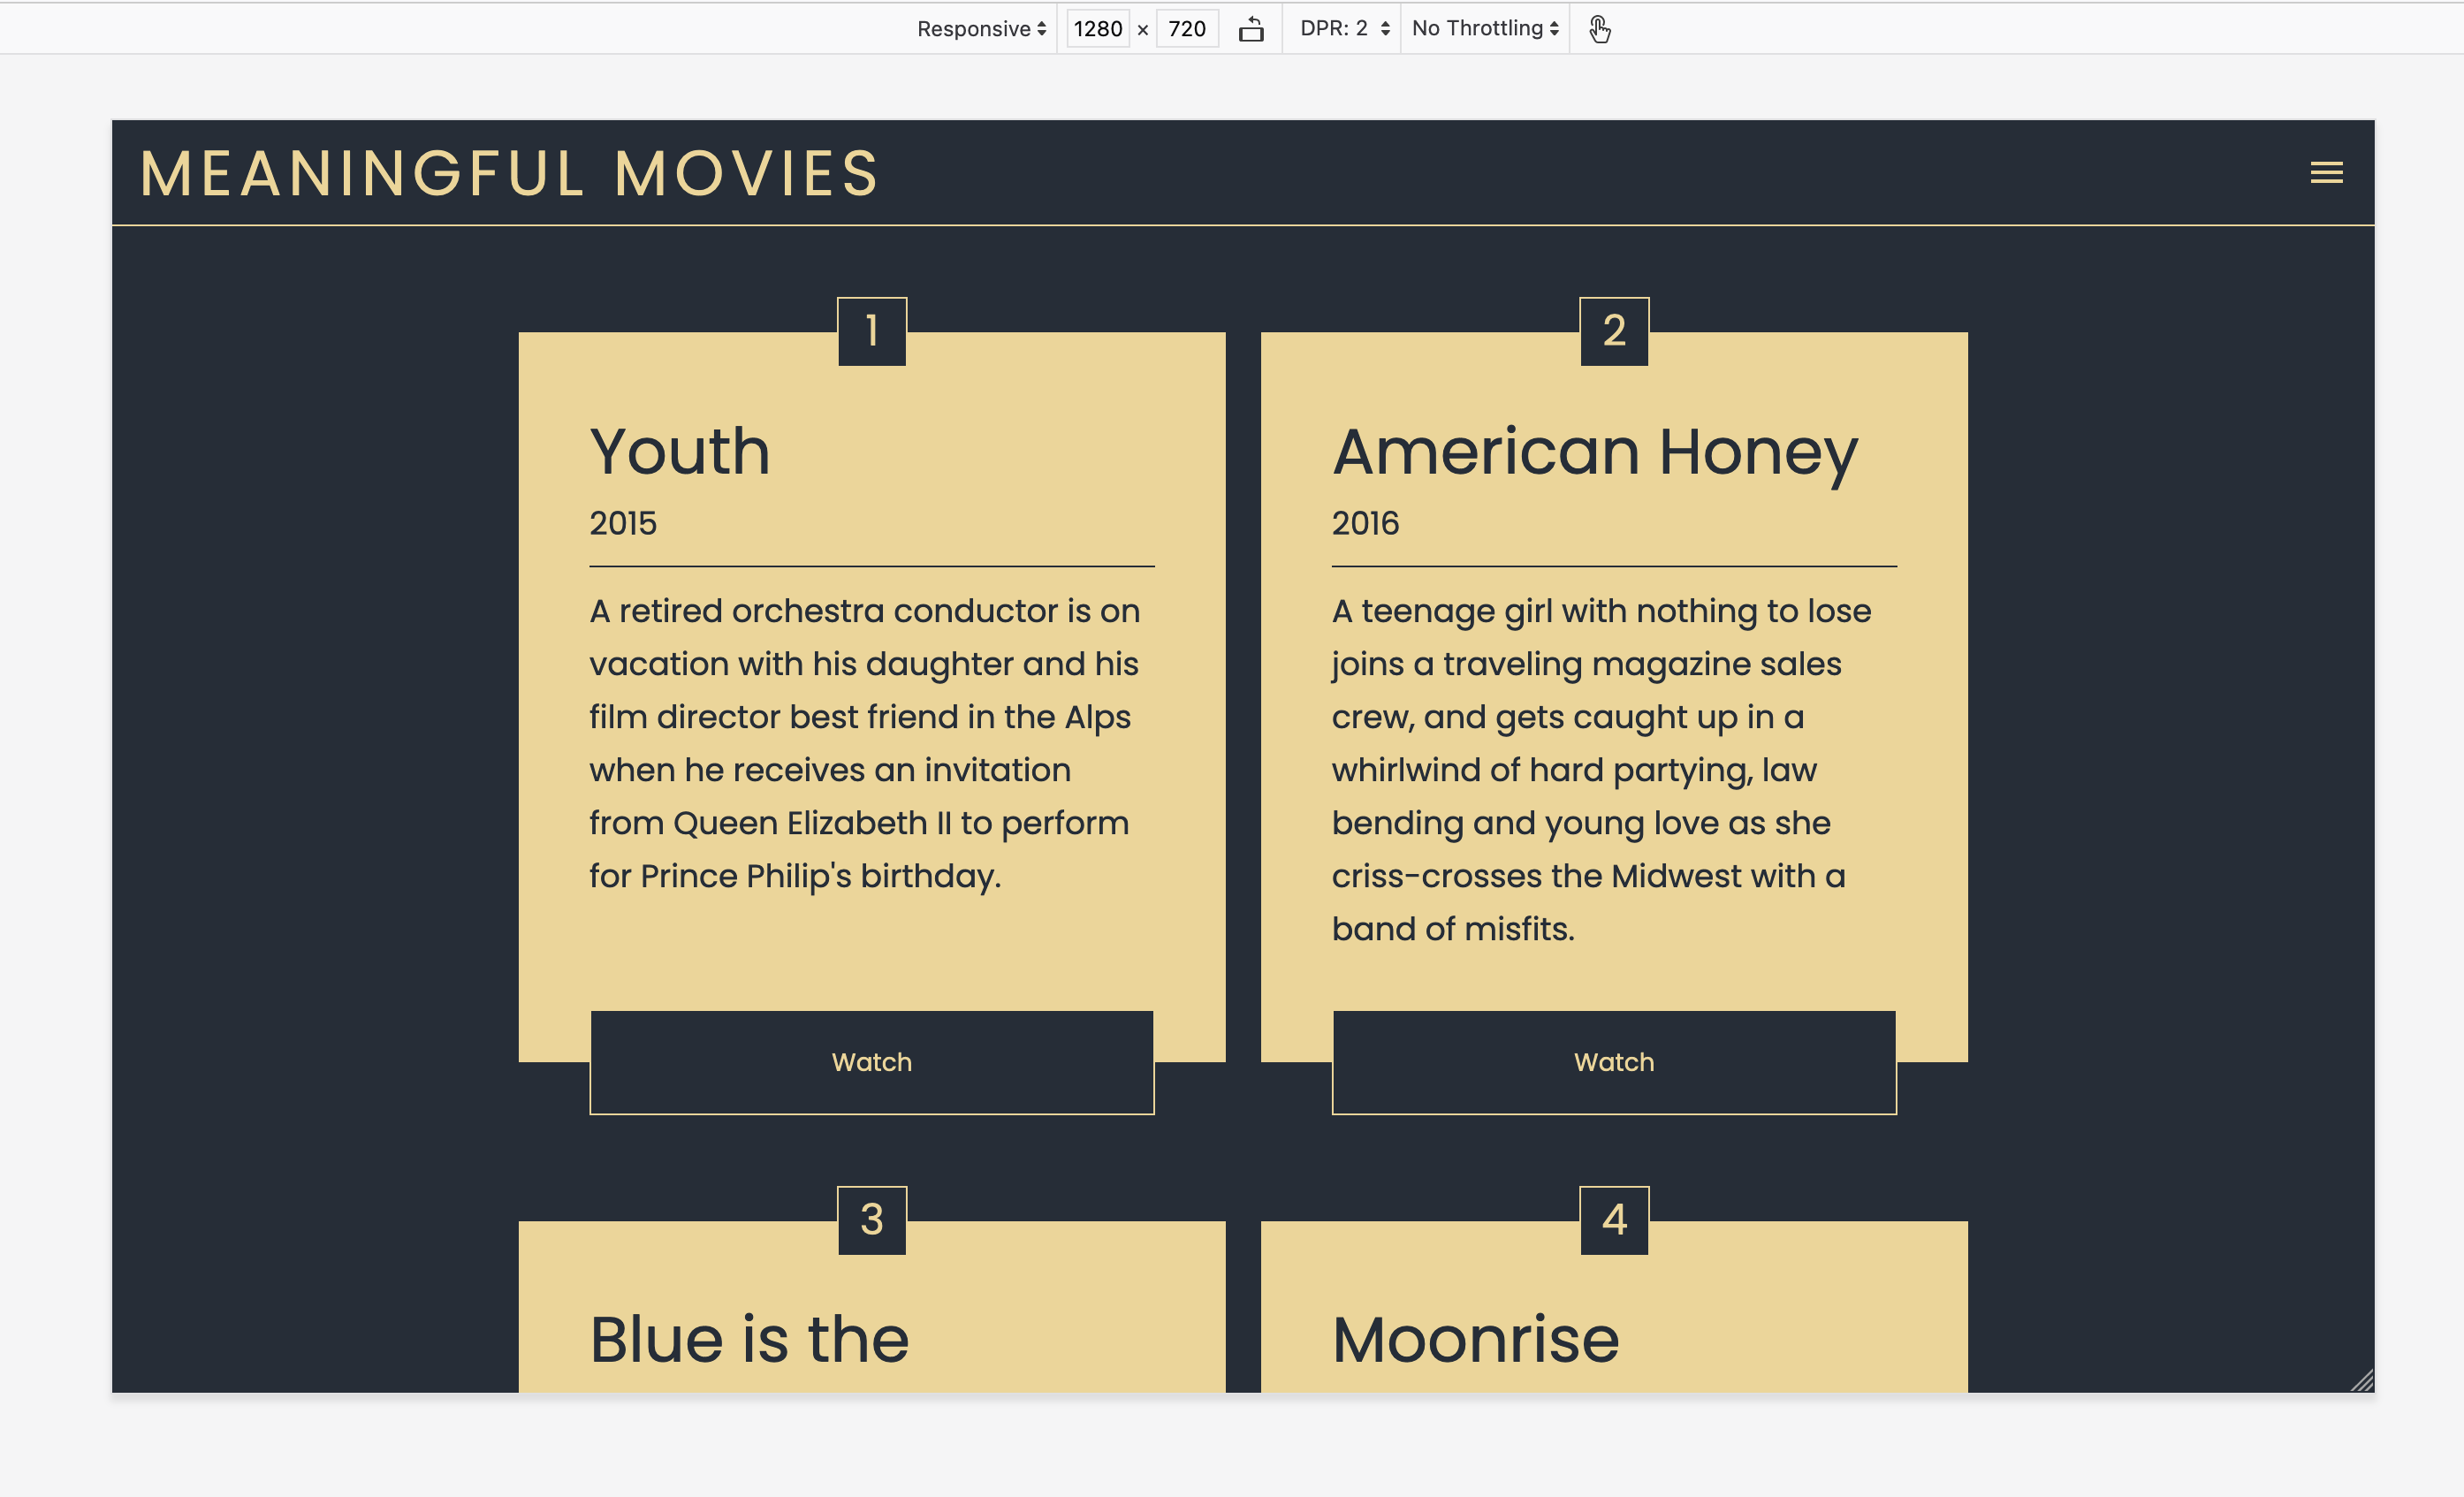 Responsive 1280 × 720 DPR: 2 No Throttling
MEANINGFUL MOVIES
1
Youth
2015
A retired orchestra conductor is on
vacation with his daughter and his
film director best friend in the Alps
when he receives an invitation
from Queen Elizabeth II to perform
for Prince Philip's birthday.
Watch
2
American Honey
2016
A teenage girl with nothing to lose
joins a traveling magazine sales
crew, and gets caught up in a
whirlwind of hard partying, law
bending and young love as she
criss-crosses the Midwest with a
band of misfits.
Watch
3
Blue is the
4
Moonrise